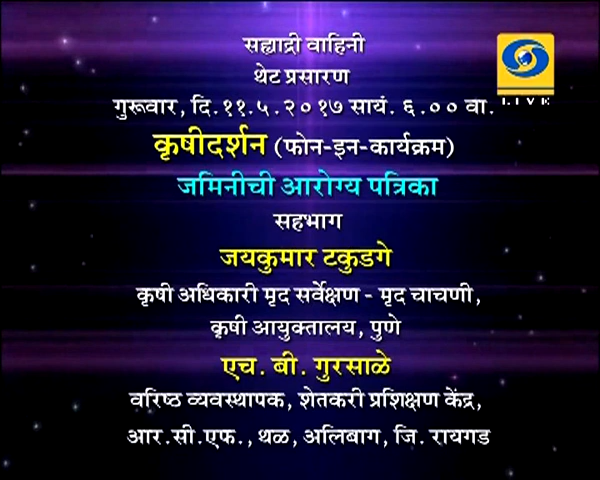 सह्याद्री वाहिनी
थेट प्रसारण
गुरूवार, दि.११.५.२०१७ सायं. ६.०० वा.
कृषीदर्शन (फोन-इन-कार्यक्रम)
जमिनीची आरोग्य पत्रिका
सहभाग
जयकुमार टकुडगे
कृषी अधिकारी मृद सर्वेक्षण - मृद चाचणी,
कृषी आयुक्तालय, पुणे
एच. बी. गुरसाळे
वरिष्ठ व्यवस्थापक, शेतकरी प्रशिक्षण केंद्र,
आर.सी.एफ., थळ, अलिबाग, जि. रायगड
LIVE